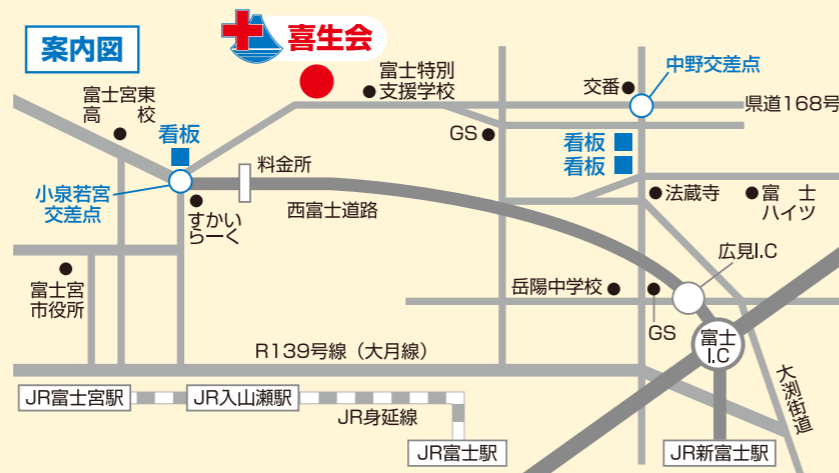 案内図
喜生会
富士特別
支援学校
交番
中野交差点
県道168号
富士宮東
高　校
看板
GS
看板
看板
料金所
小泉若宮
交差点
すかい
らーく
西富士道路
法蔵寺
富　士
ハイツ
広見I.C
富士宮
市役所
岳陽中学校
GS
富士
I.C
R139号線（大月線）
大渕街道
JR富士宮駅
JR入山瀬駅
JR身延線
JR富士駅
JR新富士駅